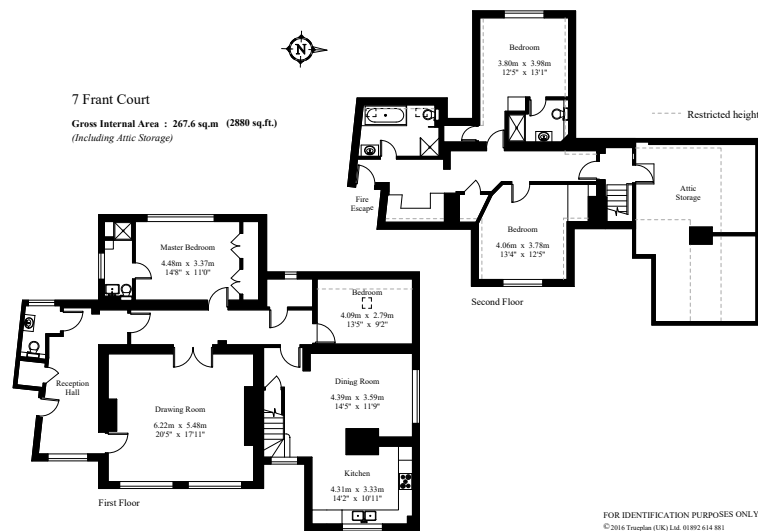 N
7 Frant Court
Gross Internal Area : 267.6 sq.m (2880 sq.ft.)
(Including Attic Storage)
Bedroom
3.80m x 3.98m
12'5" x 13'1"
Restricted height
Fire
Escape
Attic
Storage
Bedroom
4.06m x 3.78m
13'4" x 12'5"
Second Floor
Master Bedroom
4.48m x 3.37m
14'8" x 11'0"
Bedroom
4.09m x 2.79m
13'5" x 9'2"
Reception
Hall
Drawing Room
6.22m x 5.48m
20'5" x 17'11"
Dining Room
4.39m x 3.59m
14'5" x 11'9"
Kitchen
4.31m x 3.33m
14'2" x 10'11"
First Floor
FOR IDENTIFICATION PURPOSES ONLY
© 2016 Trueplan (UK) Ltd. 01892 614 881